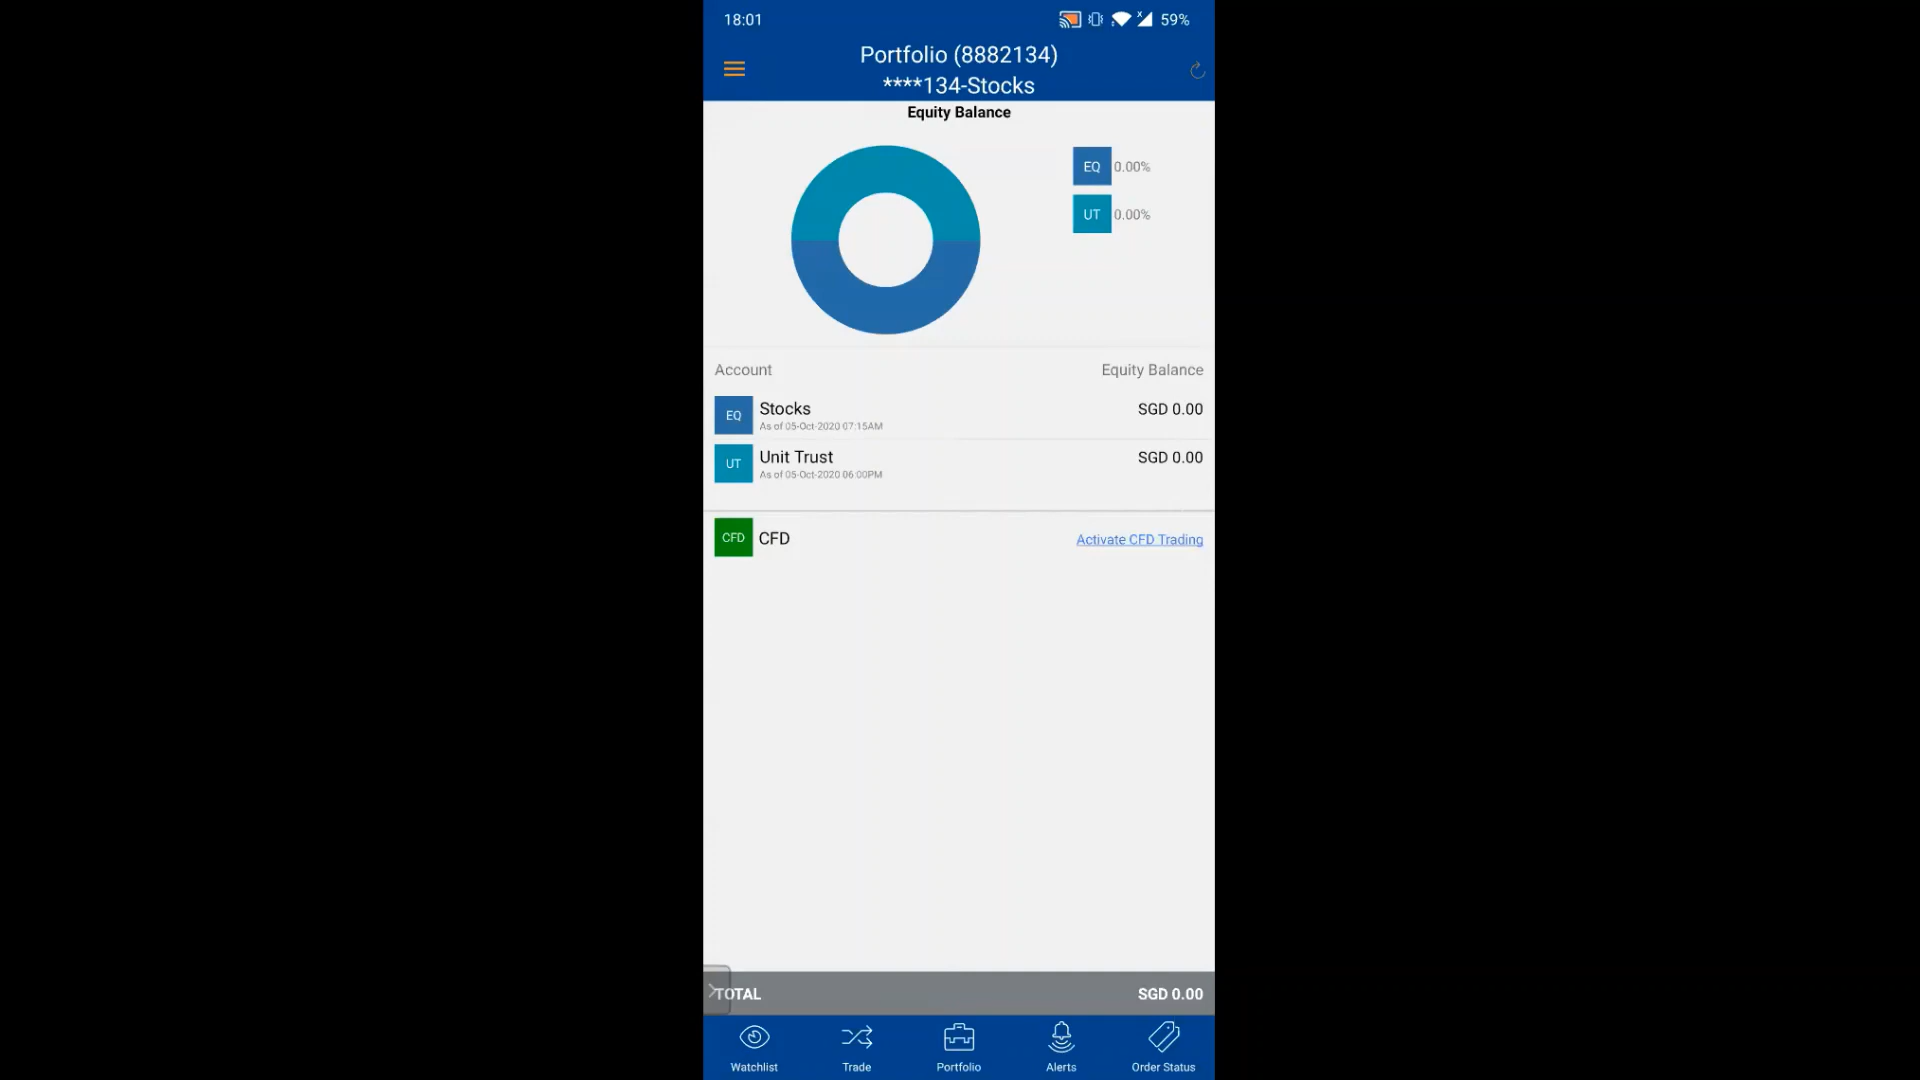 18:01
59%
Portfolio (8882134)
****134-Stocks
Equity Balance
EQ 0.00%
UT 0.00%
Account Equity Balance
EQ Stocks SGD 0.00
As of 05-Oct-2020 07:15AM
UT Unit Trust SGD 0.00
As of 05-Oct-2020 06:00PM
CFD CFD Activate CFD Trading
TOTAL SGD 0.00
Watchlist Trade Portfolio Alerts Order Status